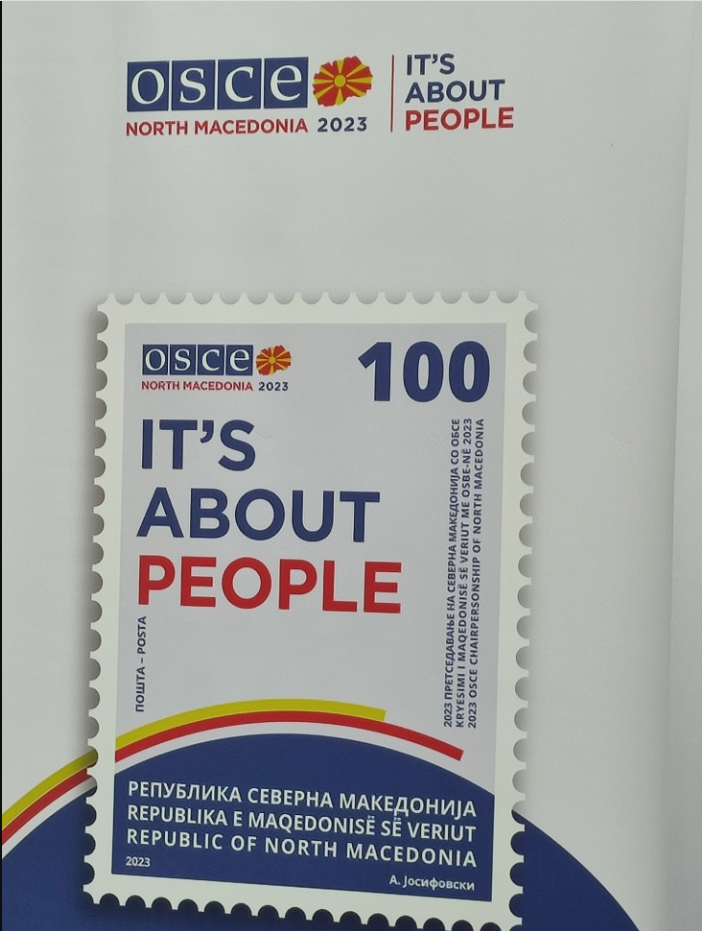 osce
NORTH MACEDONIA 2023
IT'S
ABOUT
PEOPLE
osce
NORTH MACEDONIA 2023
100
IT'S
ABOUT
PEOPLE
ПОШТА – POSTA
2023 ПРЕТСЕДАВАЊЕ НА СЕВЕРНА МАКЕДОНИЈА СО ОБСЕ
KRYESIMI I MAQEDONISË SË VERIUT ME OSBE-NË 2023
2023 OSCE CHAIRPERSONSHIP OF NORTH MACEDONIA
РЕПУБЛИКА СЕВЕРНА МАКЕДОНИЈА
REPUBLIKA E MAQEDONISË SË VERIUT
REPUBLIC OF NORTH MACEDONIA
2023
А. Јосифовски